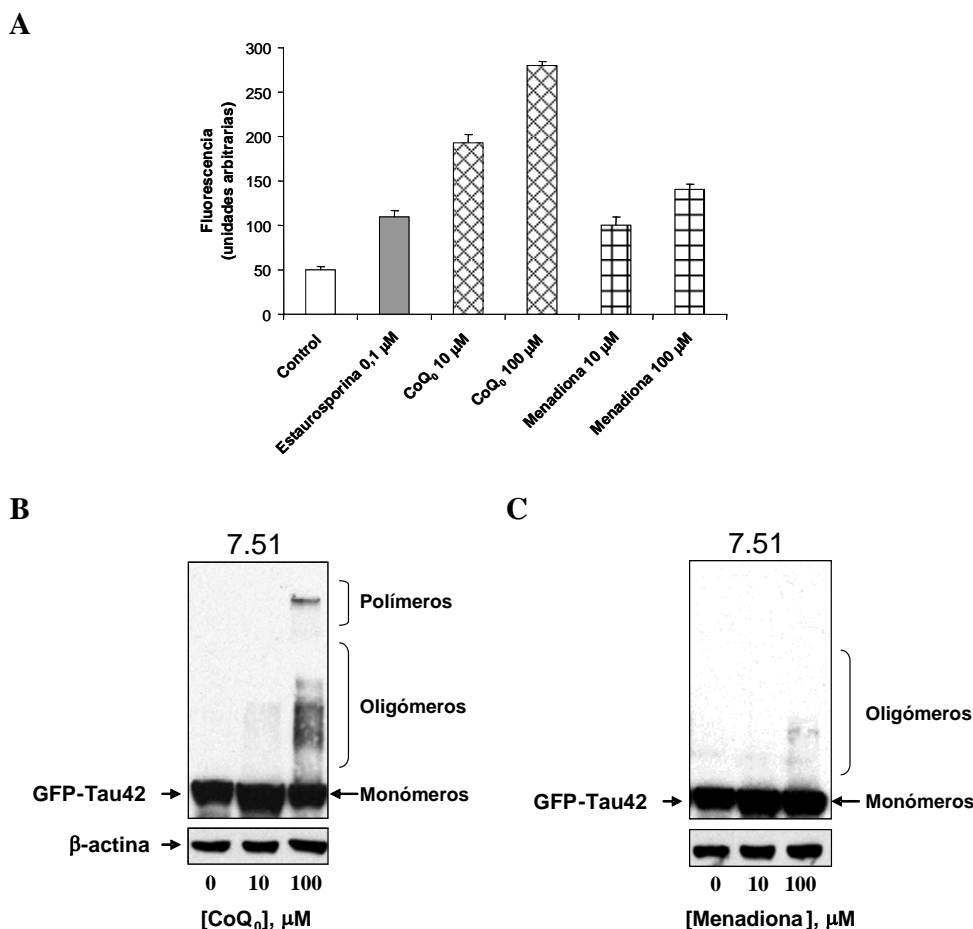 A
Fluorescencia
(unidades arbitrarias)
300
250
200
150
100
50
0
Control
Estaurosporina 0,1 µM
CoQ₀ 10 µM
CoQ₀ 100 µM
Menadiona 10 µM
Menadiona 100 µM
B
7.51
Polímeros
Oligómeros
GFP-Tau42
Monómeros
β-actina
0 10 100
[CoQ₀], µM
C
7.51
Oligómeros
GFP-Tau42
Monómeros
0 10 100
[Menadiona], µM